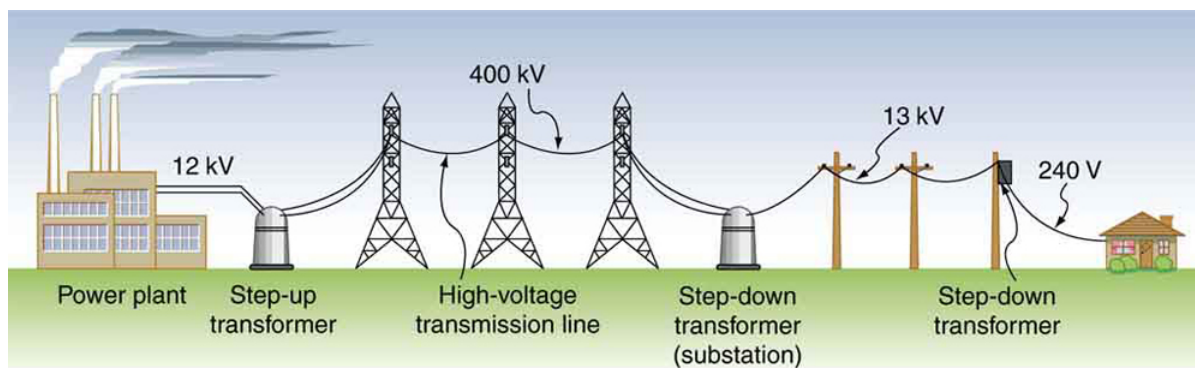 400 kV
13 kV
12 kV
240 V
Power plant
Step-up
transformer
High-voltage
transmission line
Step-down
transformer
(substation)
Step-down
transformer